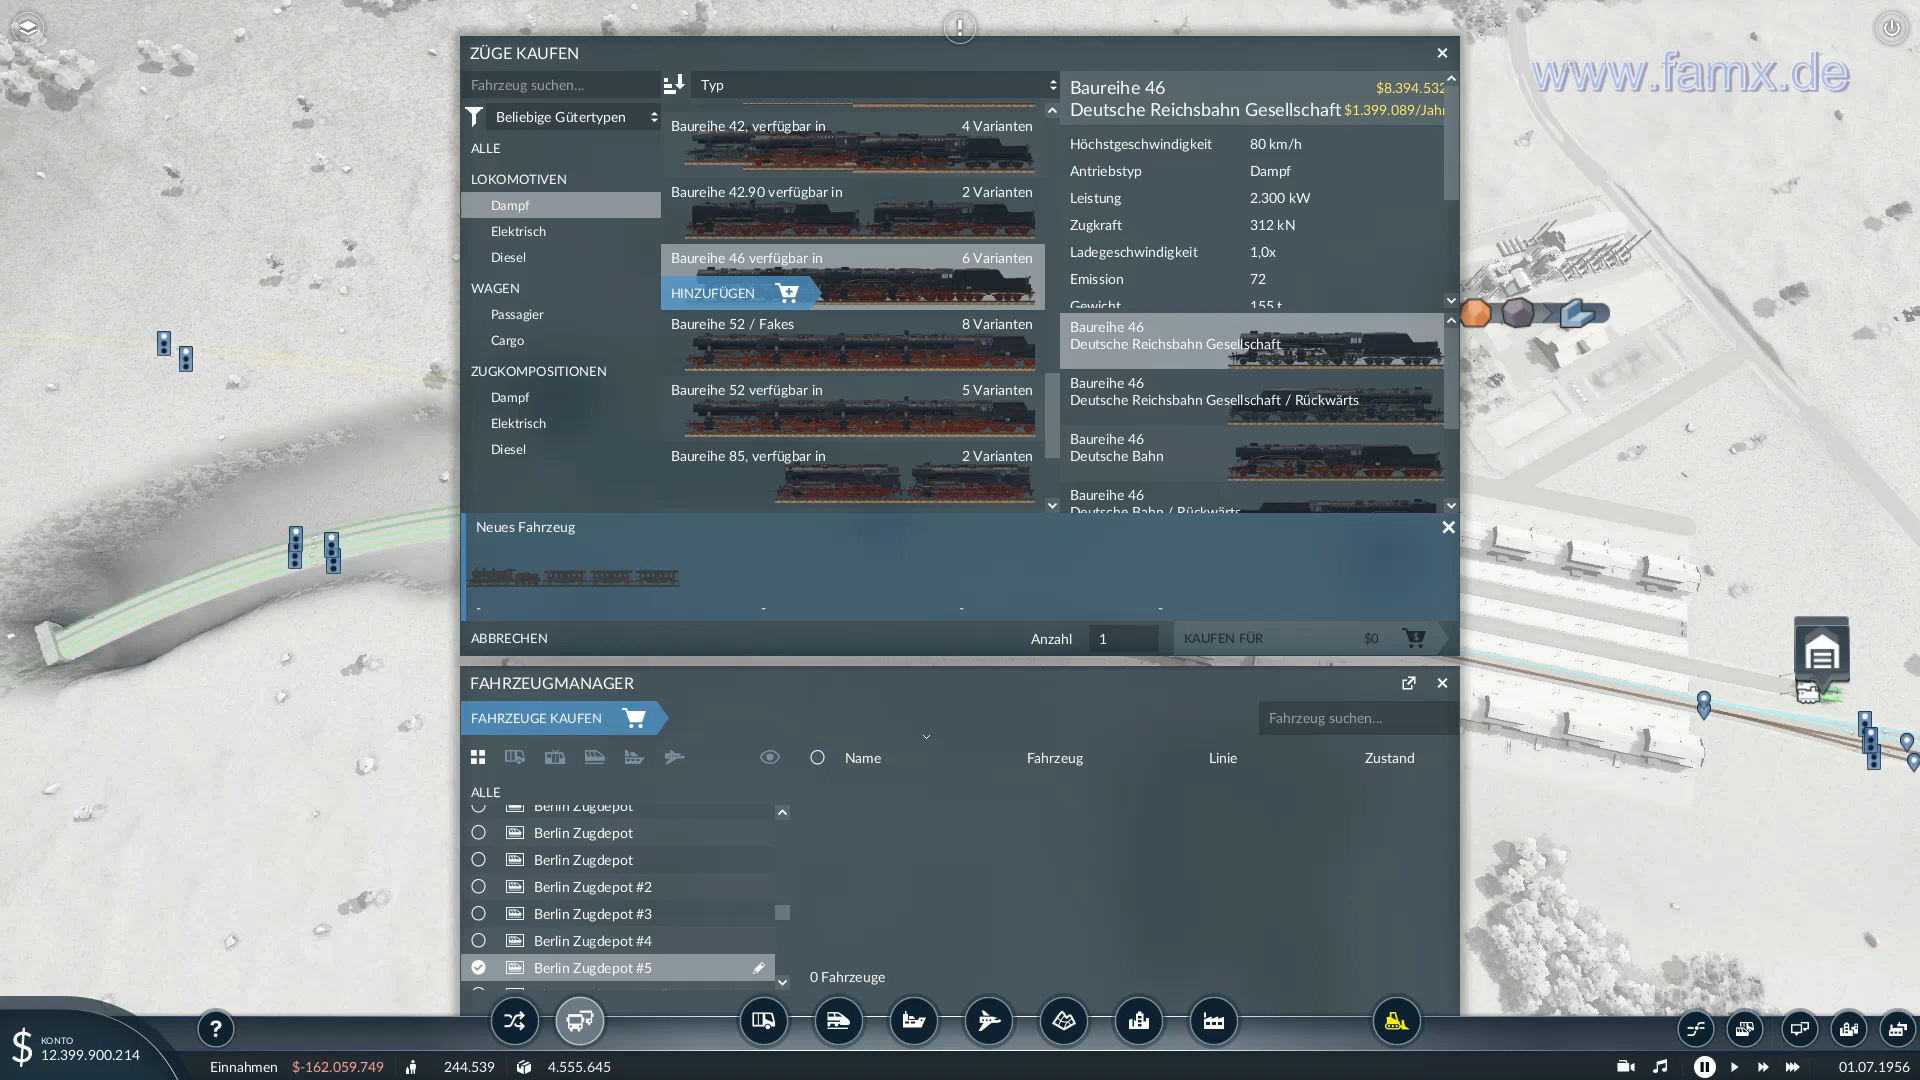 www.famx.de
ZÜGE KAUFEN
Fahrzeug suchen...
Typ
Beliebige Gütertypen
ALLE
LOKOMOTIVEN
Dampf
Elektrisch
Diesel
WAGEN
Passagier
Cargo
ZUGKOMPOSITIONEN
Dampf
Elektrisch
Diesel
Baureihe 42, verfügbar in 4 Varianten
Baureihe 42.90 verfügbar in 2 Varianten
Baureihe 46 verfügbar in 6 Varianten
HINZUFÜGEN
Baureihe 52 / Fakes 8 Varianten
Baureihe 52 verfügbar in 5 Varianten
Baureihe 85, verfügbar in 2 Varianten
Baureihe 46 $8.394.532
Deutsche Reichsbahn Gesellschaft $1.399.089/Jahr
Höchstgeschwindigkeit 80 km/h
Antriebstyp Dampf
Leistung 2.300 kW
Zugkraft 312 kN
Ladegeschwindigkeit 1,0x
Emission 72
Gewicht 155 t
Baureihe 46
Deutsche Reichsbahn Gesellschaft
Baureihe 46
Deutsche Reichsbahn Gesellschaft / Rückwärts
Baureihe 46
Deutsche Bahn
Baureihe 46
Deutsche Bahn / Rückwärts
Neues Fahrzeug
- - - -
ABBRECHEN
Anzahl 1
KAUFEN FÜR $0
FAHRZEUGMANAGER
FAHRZEUGE KAUFEN
Fahrzeug suchen...
Name Fahrzeug Linie Zustand
ALLE
Berlin Zugdepot
Berlin Zugdepot
Berlin Zugdepot
Berlin Zugdepot #2
Berlin Zugdepot #3
Berlin Zugdepot #4
Berlin Zugdepot #5
0 Fahrzeuge
KONTO
12.399.900.214
Einnahmen $-162.059.749 244.539 4.555.645
01.07.1956